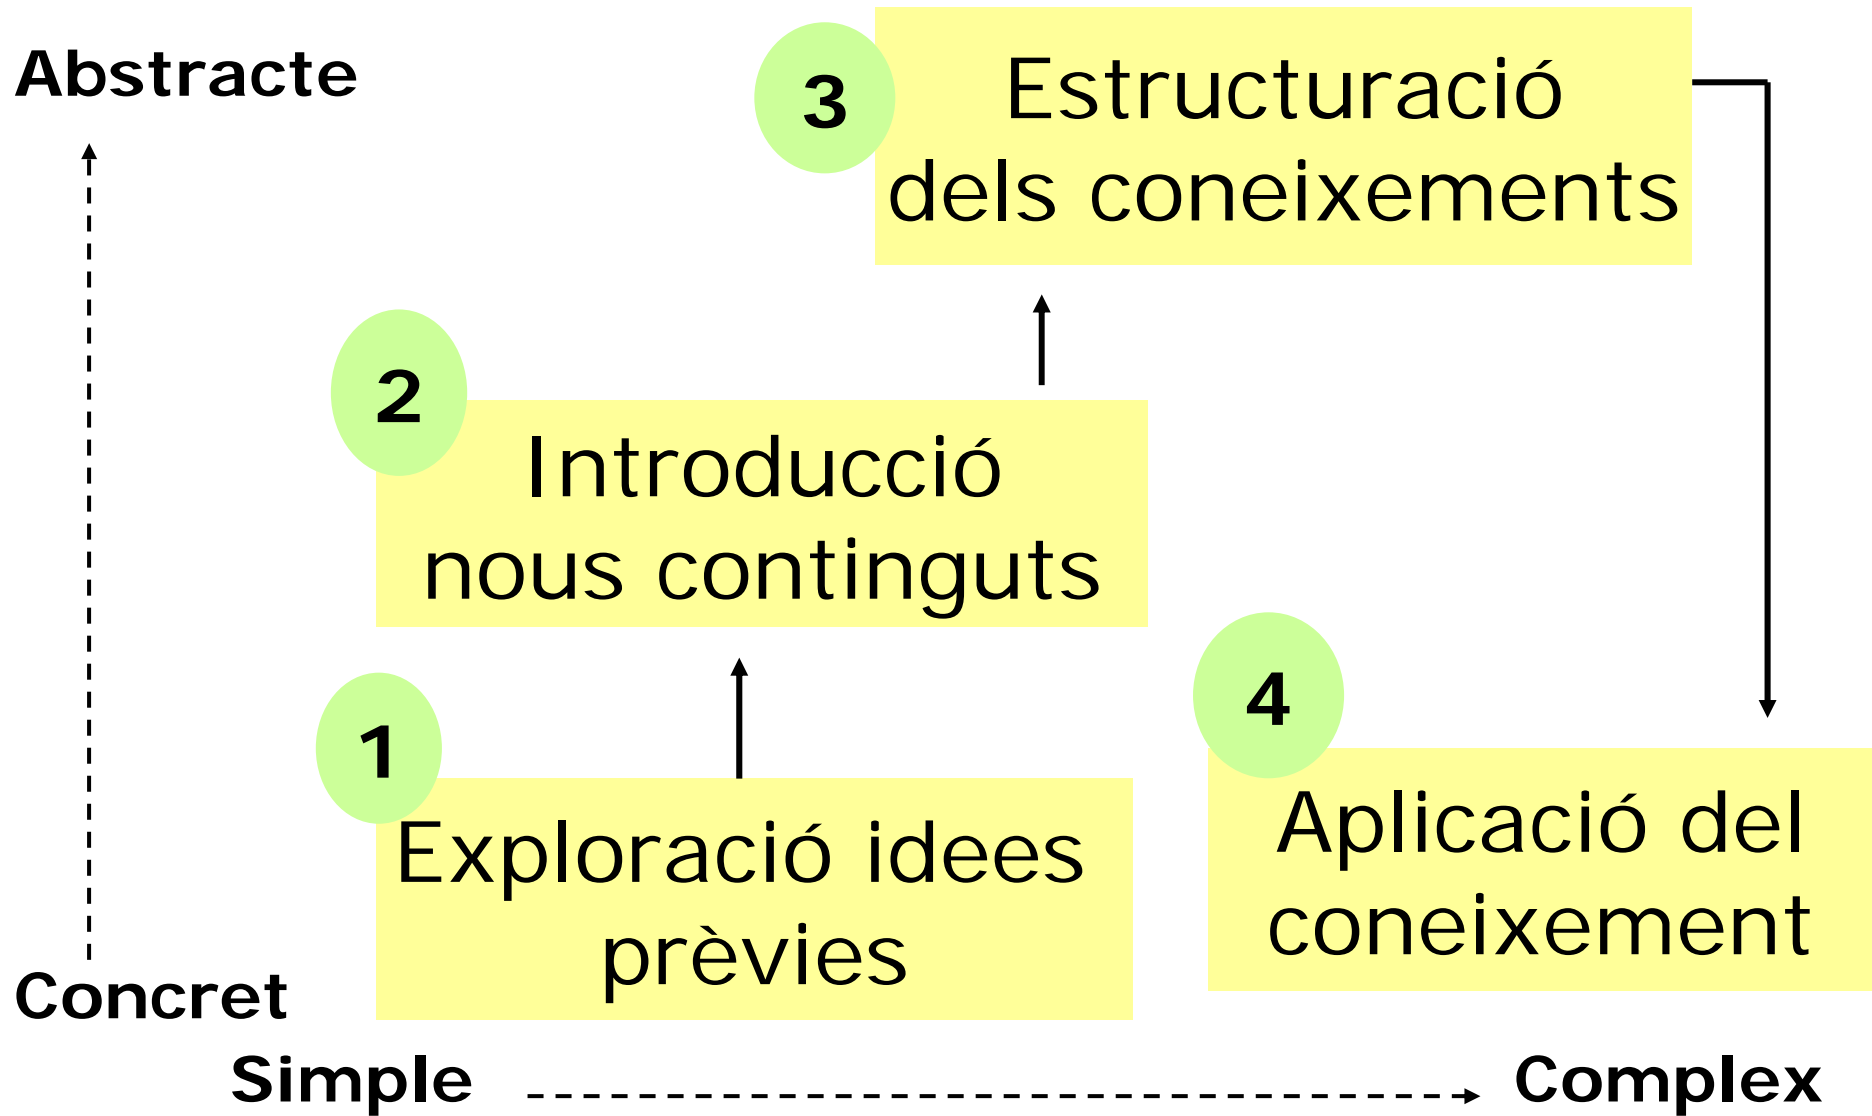 Abstracte
3
Estructuració
dels coneixements
2
Introducció
nous continguts
1
Exploració idees
prèvies
4
Aplicació del
coneixement
Concret
Simple
Complex